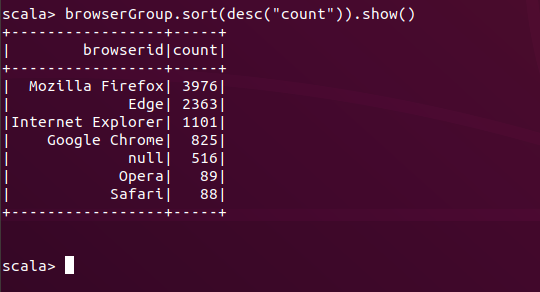 scala> browserGroup.sort(desc("count")).show()
+-----------------+-----+
|        browserid|count|
+-----------------+-----+
|  Mozilla Firefox| 3976|
|             Edge| 2363|
|Internet Explorer| 1101|
|    Google Chrome|  825|
|             null|  516|
|            Opera|   89|
|           Safari|   88|
+-----------------+-----+
scala>